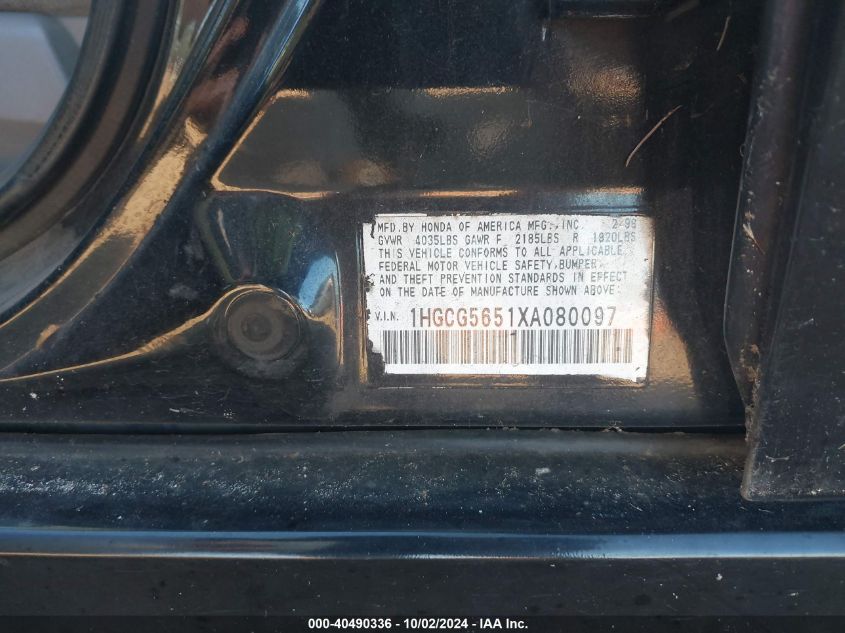 MFD.BY HONDA OF AMERICA MFG.,INC. 2-99
GVWR 4035LBS GAWR F 2185LBS R 1820LBS
THIS VEHICLE CONFORMS TO ALL APPLICABLE
FEDERAL MOTOR VEHICLE SAFETY,BUMPER,
AND THEFT PREVENTION STANDARDS IN EFFECT
ON THE DATE OF MANUFACTURE SHOWN ABOVE:
V.I.N. 1HGCG5651XA080097
000-40490336 - 10/02/2024 - IAA Inc.